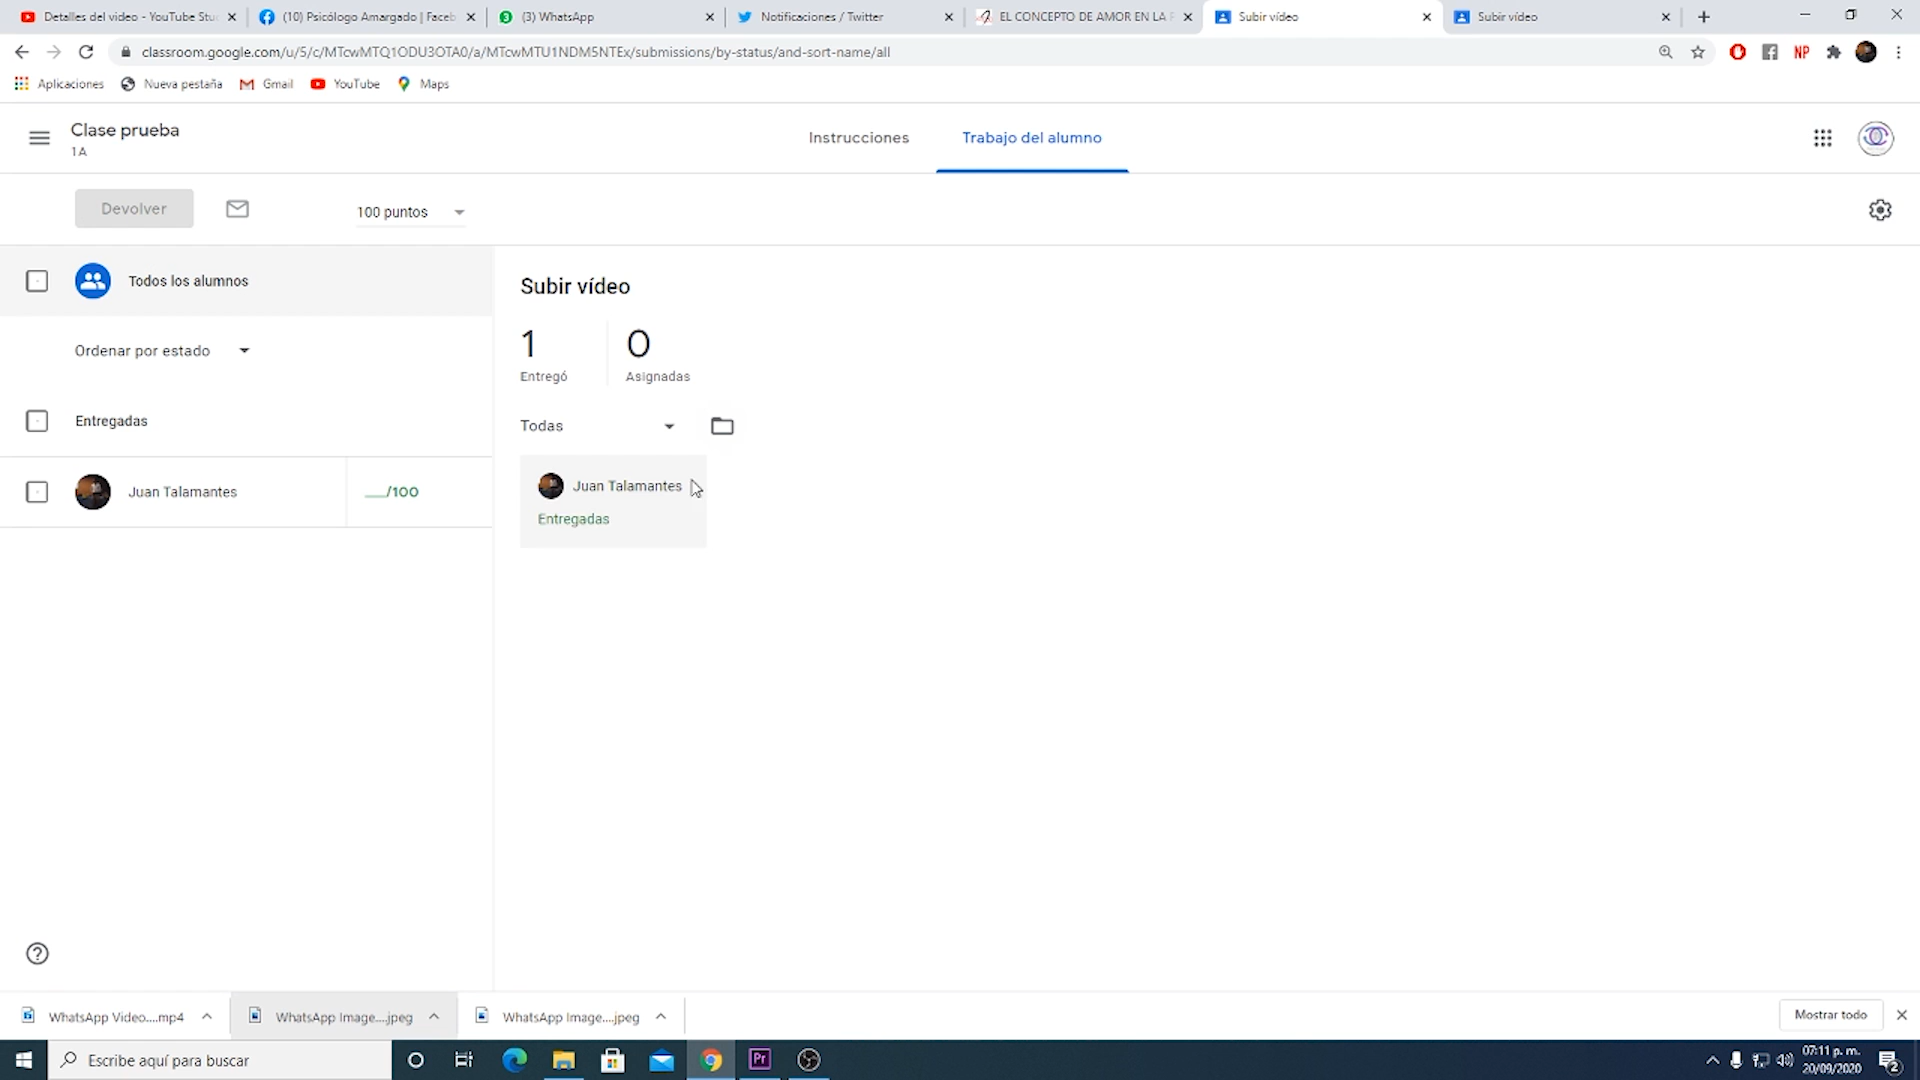 Detalles del video - YouTube Stu
(10) Psicólogo Amargado | Faceb
(3) WhatsApp
Notificaciones / Twitter
EL CONCEPTO DE AMOR EN LA F
Subir vídeo
Subir vídeo
classroom.google.com/u/5/c/MTcwMTQ1ODU3OTA0/a/MTcwMTU1NDM5NTEx/submissions/by-status/and-sort-name/all
NP
Aplicaciones
Nueva pestaña
Gmail
YouTube
Maps
Clase prueba
1A
Instrucciones
Trabajo del alumno
Devolver
100 puntos
Todos los alumnos
Ordenar por estado
Entregadas
Juan Talamantes
__/100
Subir vídeo
1
Entregó
0
Asignadas
Todas
Juan Talamantes
Entregadas
WhatsApp Video....mp4
WhatsApp Image....jpeg
WhatsApp Image....jpeg
Mostrar todo
Escribe aquí para buscar
Pr
07:11 p. m.
20/09/2020
2